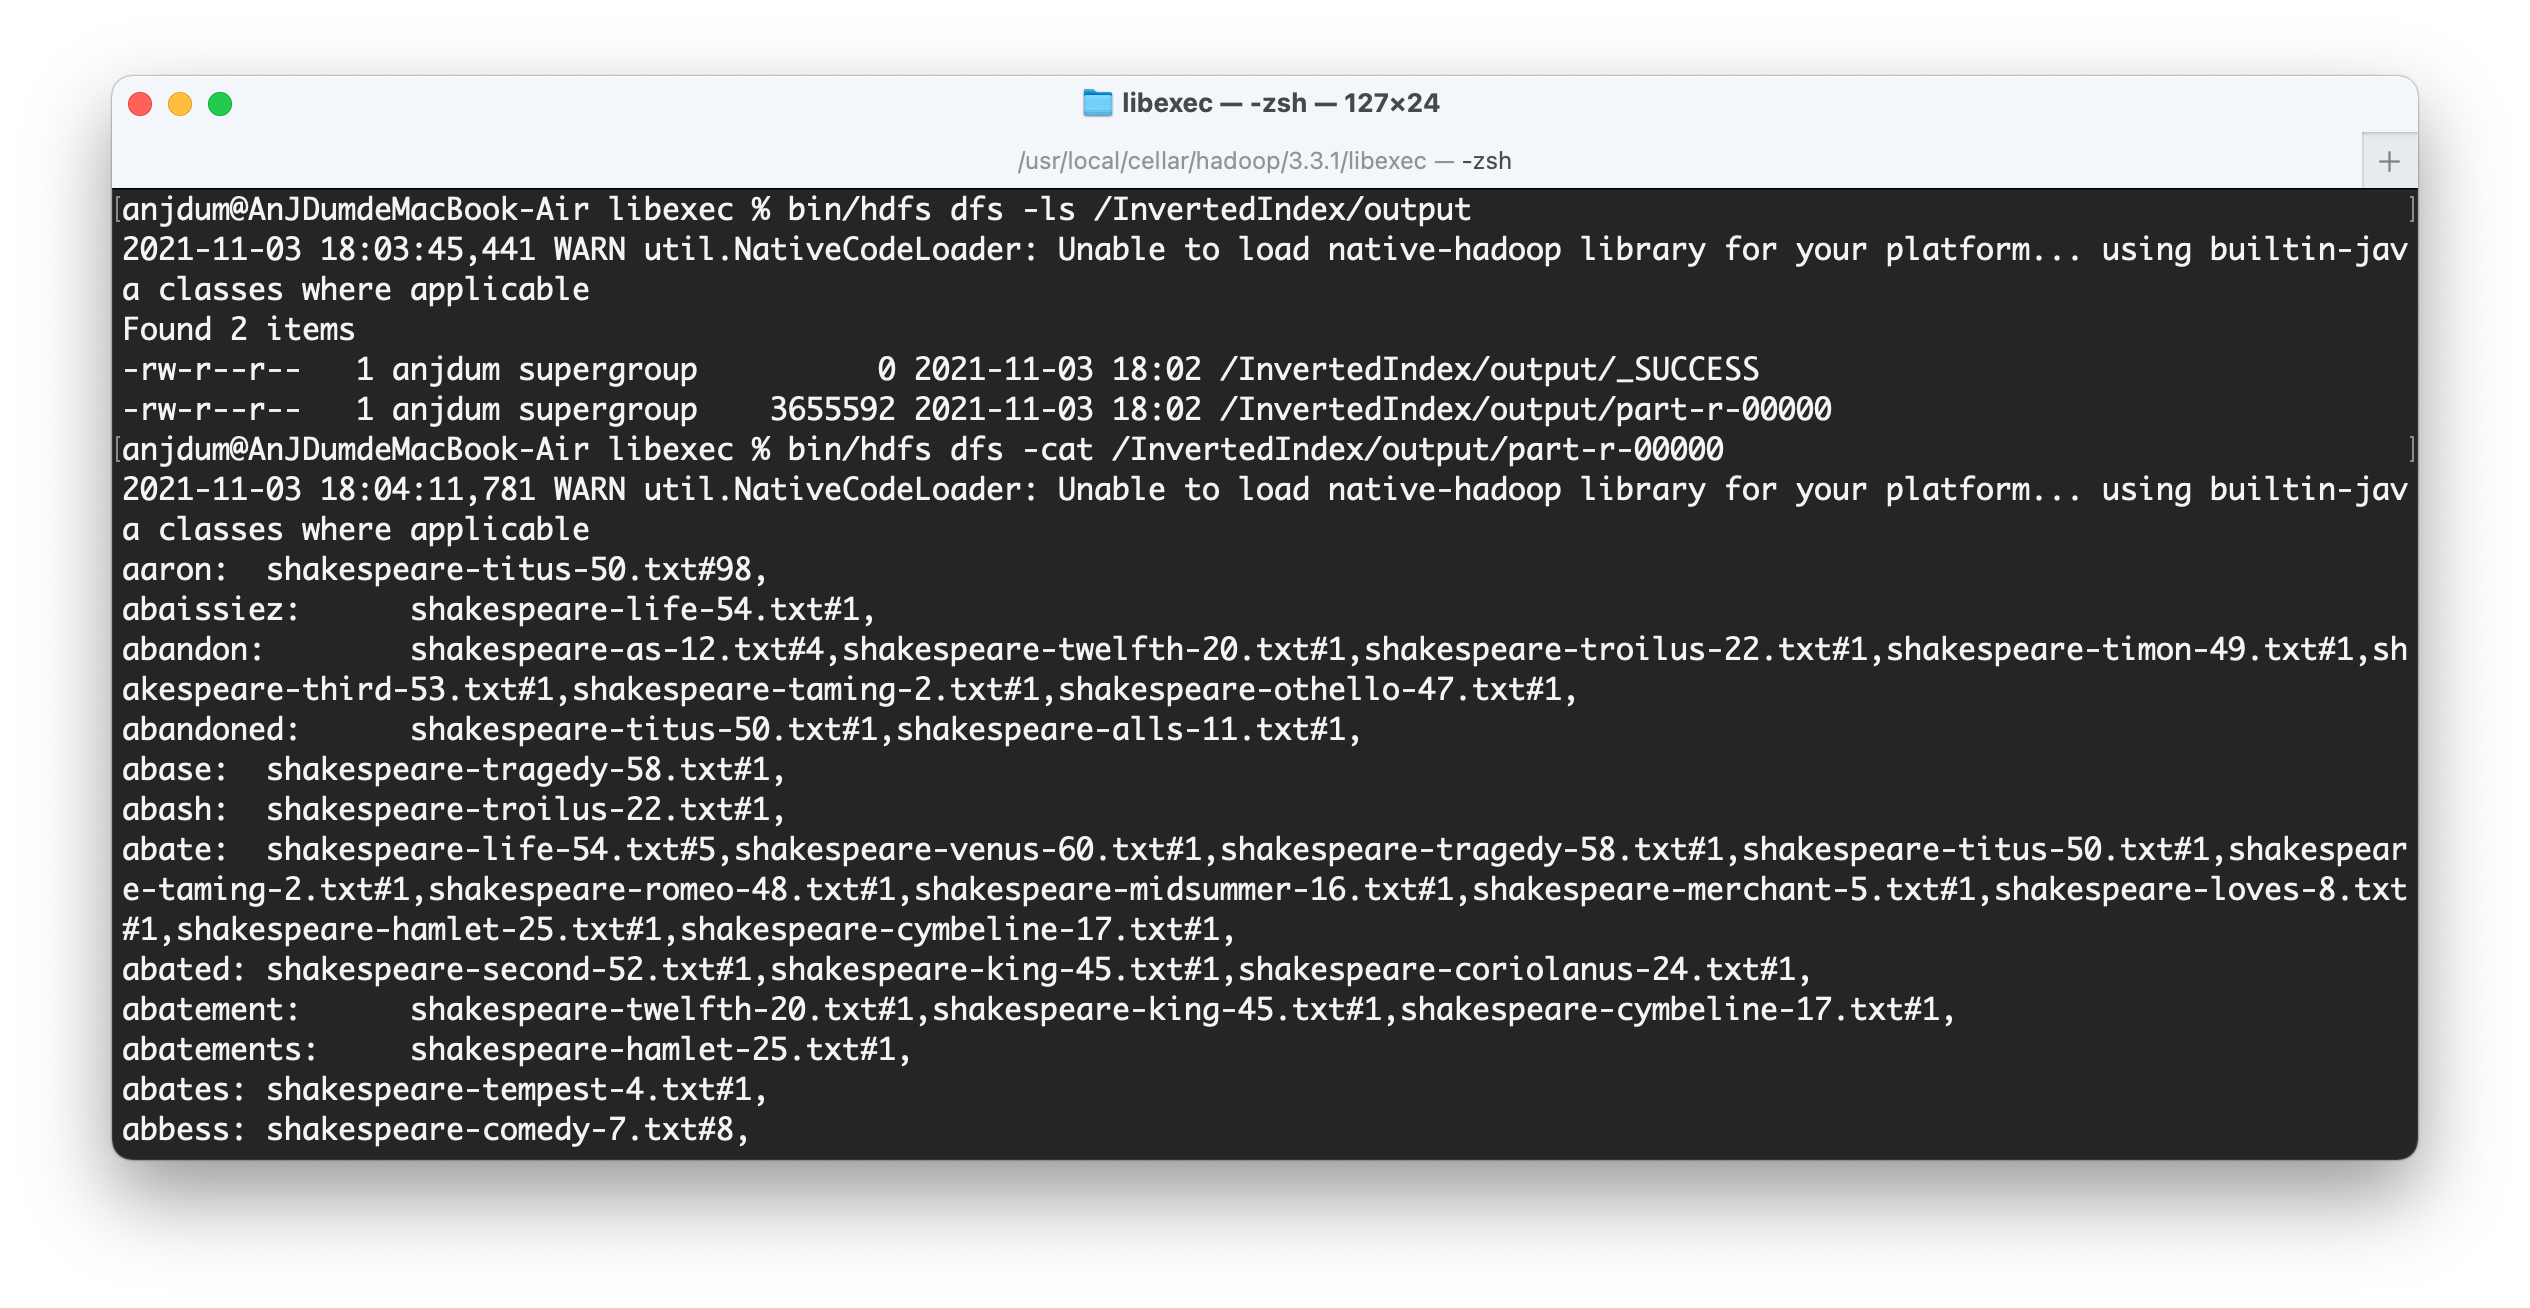 libexec — -zsh — 127×24
/usr/local/cellar/hadoop/3.3.1/libexec — -zsh
+
[anjdum@AnJDumdeMacBook-Air libexec % bin/hdfs dfs -ls /InvertedIndex/output ]
2021-11-03 18:03:45,441 WARN util.NativeCodeLoader: Unable to load native-hadoop library for your platform... using builtin-jav
a classes where applicable
Found 2 items
-rw-r--r--   1 anjdum supergroup          0 2021-11-03 18:02 /InvertedIndex/output/_SUCCESS
-rw-r--r--   1 anjdum supergroup    3655592 2021-11-03 18:02 /InvertedIndex/output/part-r-00000
[anjdum@AnJDumdeMacBook-Air libexec % bin/hdfs dfs -cat /InvertedIndex/output/part-r-00000 ]
2021-11-03 18:04:11,781 WARN util.NativeCodeLoader: Unable to load native-hadoop library for your platform... using builtin-jav
a classes where applicable
aaron:  shakespeare-titus-50.txt#98,
abaissiez:      shakespeare-life-54.txt#1,
abandon:        shakespeare-as-12.txt#4,shakespeare-twelfth-20.txt#1,shakespeare-troilus-22.txt#1,shakespeare-timon-49.txt#1,sh
akespeare-third-53.txt#1,shakespeare-taming-2.txt#1,shakespeare-othello-47.txt#1,
abandoned:      shakespeare-titus-50.txt#1,shakespeare-alls-11.txt#1,
abase:  shakespeare-tragedy-58.txt#1,
abash:  shakespeare-troilus-22.txt#1,
abate:  shakespeare-life-54.txt#5,shakespeare-venus-60.txt#1,shakespeare-tragedy-58.txt#1,shakespeare-titus-50.txt#1,shakespear
e-taming-2.txt#1,shakespeare-romeo-48.txt#1,shakespeare-midsummer-16.txt#1,shakespeare-merchant-5.txt#1,shakespeare-loves-8.txt
#1,shakespeare-hamlet-25.txt#1,shakespeare-cymbeline-17.txt#1,
abated: shakespeare-second-52.txt#1,shakespeare-king-45.txt#1,shakespeare-coriolanus-24.txt#1,
abatement:      shakespeare-twelfth-20.txt#1,shakespeare-king-45.txt#1,shakespeare-cymbeline-17.txt#1,
abatements:     shakespeare-hamlet-25.txt#1,
abates: shakespeare-tempest-4.txt#1,
abbess: shakespeare-comedy-7.txt#8,